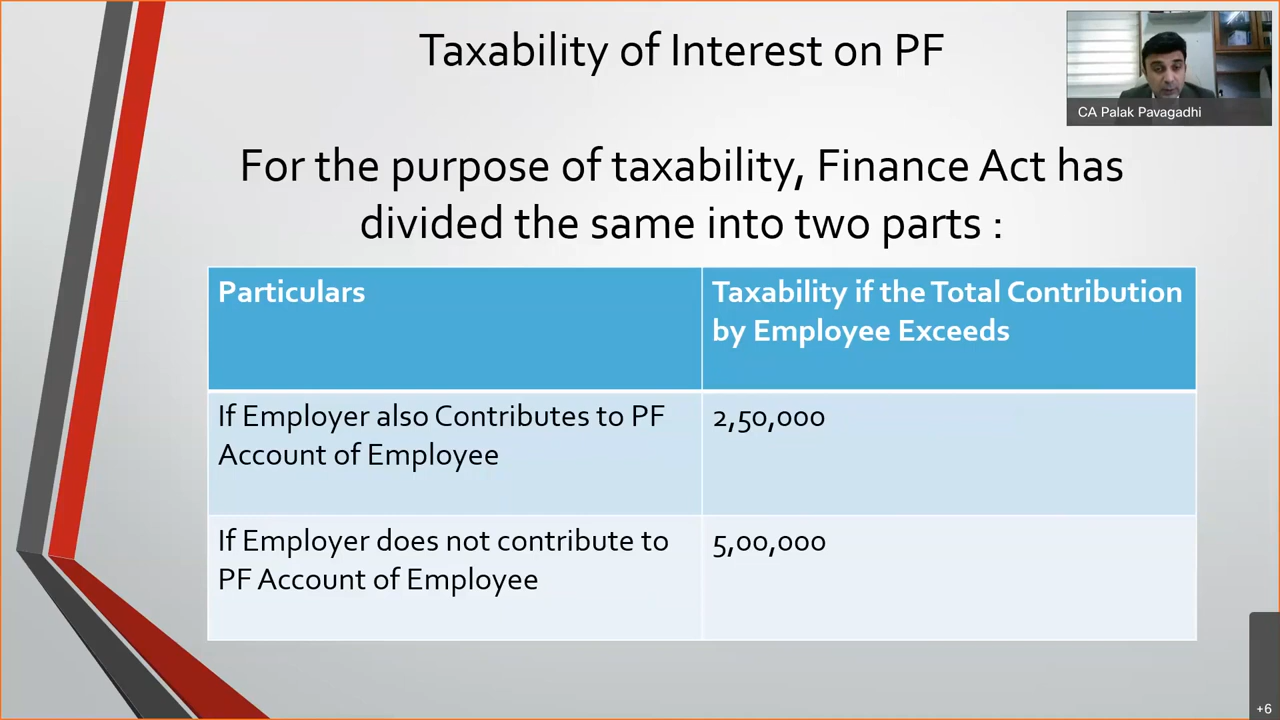 Taxability of Interest on PF
CA Palak Pavagadhi
For the purpose of taxability, Finance Act has
divided the same into two parts :
Particulars
Taxability if the Total Contribution
by Employee Exceeds
If Employer also Contributes to PF
Account of Employee
2,50,000
If Employer does not contribute to
PF Account of Employee
5,00,000
+6